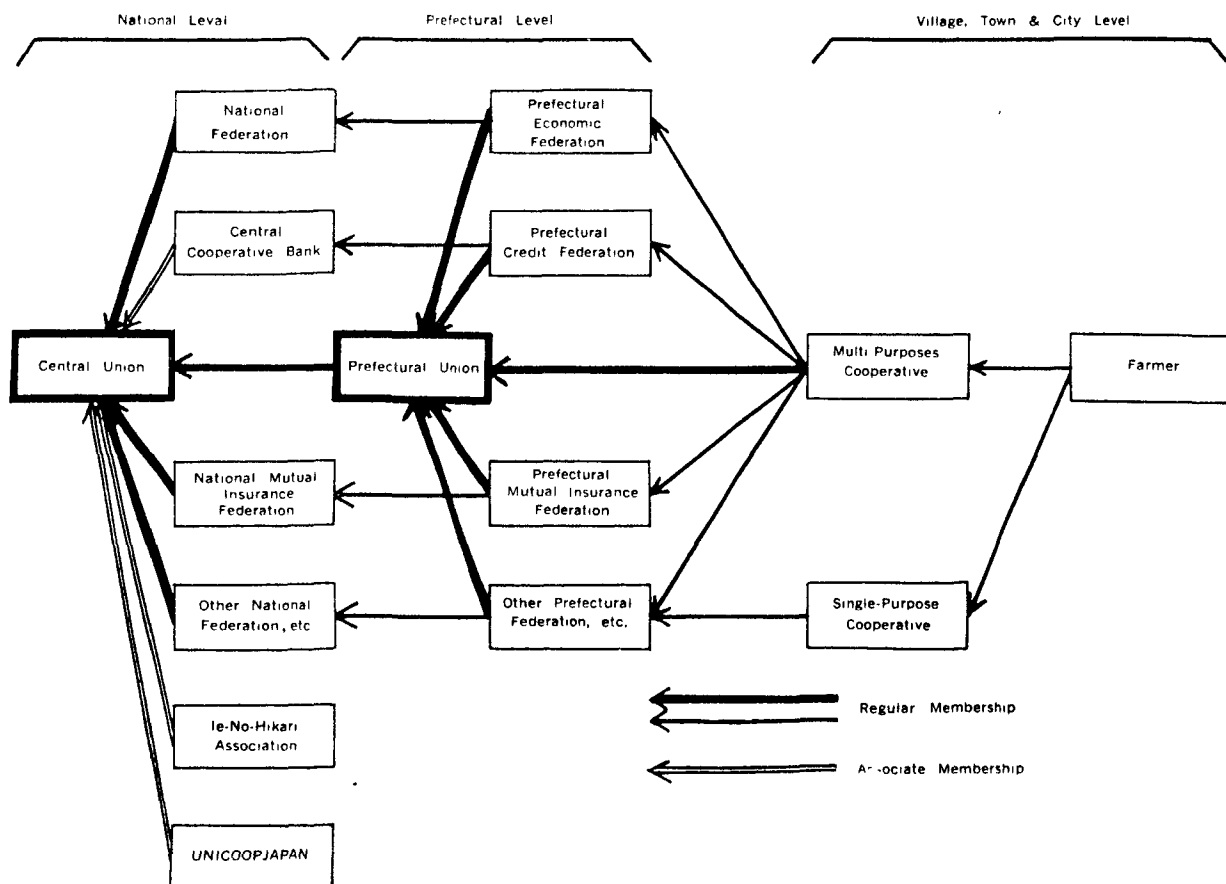 National Leval
Prefectural Level
Village, Town & City Level
National
Federation
Prefectural
Economic
Federation
Central
Cooperative Bank
Prefectural
Credit Federation
Central Union
Prefectural Union
Multi Purposes
Cooperative
Farmer
National Mutual
Insurance
Federation
Prefectural
Mutual Insurance
Federation
Other National
Federation, etc
Other Prefectural
Federation, etc.
Single-Purpose
Cooperative
Regular Membership
Ie-No-Hikari
Association
Associate Membership
UNICOOPJAPAN